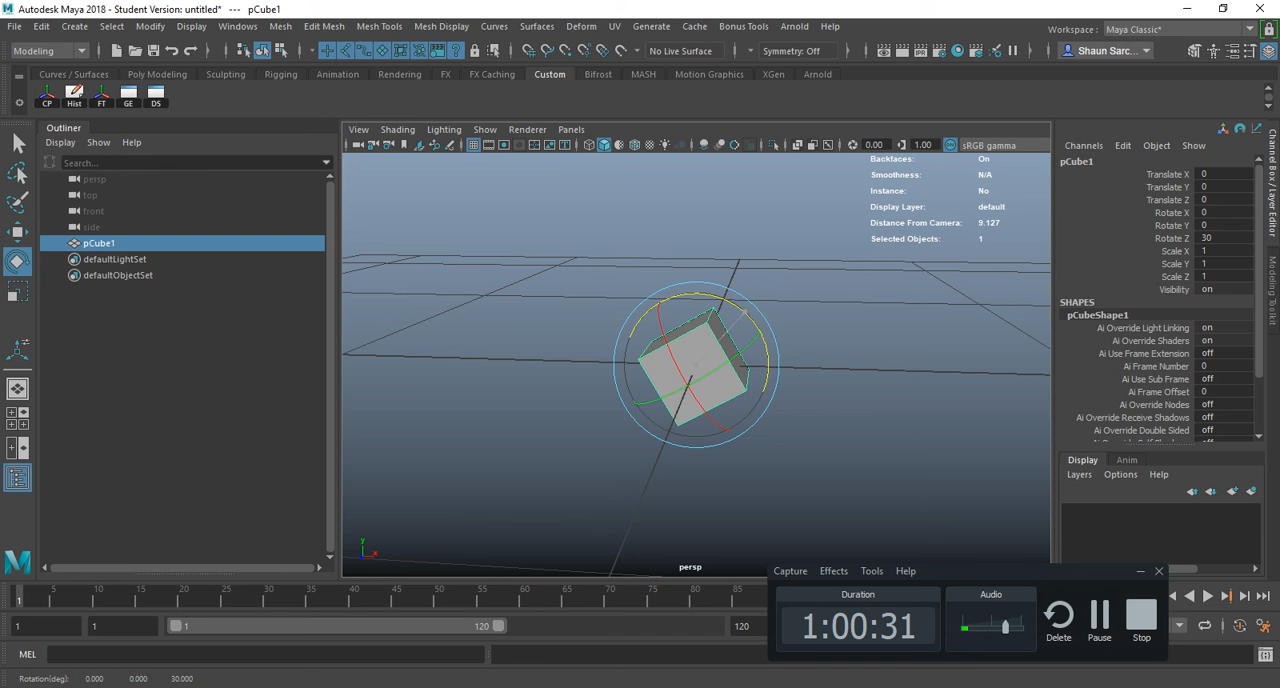 Autodesk Maya 2018 - Student Version: untitled*   ---   pCube1
File Edit Create Select Modify Display Windows Mesh Edit Mesh Mesh Tools Mesh Display Curves Surfaces Deform UV Generate Cache Bonus Tools Arnold Help
Workspace : Maya Classic*
Modeling No Live Surface Symmetry: Off Shaun Sarc...
Curves / Surfaces Poly Modeling Sculpting Rigging Animation Rendering FX FX Caching Custom Bifrost MASH Motion Graphics XGen Arnold
CP Hist FT GE DS
Outliner
Display Show Help
Search...
persp
top
front
side
pCube1
defaultLightSet
defaultObjectSet
View Shading Lighting Show Renderer Panels
0.00 1.00 sRGB gamma
Backfaces: On
Smoothness: N/A
Instance: No
Display Layer: default
Distance From Camera: 9.127
Selected Objects: 1
y
x
persp
Channels Edit Object Show
pCube1
Translate X 0
Translate Y 0
Translate Z 0
Rotate X 0
Rotate Y 0
Rotate Z 30
Scale X 1
Scale Y 1
Scale Z 1
Visibility on
SHAPES
pCubeShape1
Ai Override Light Linking on
Ai Override Shaders on
Ai Use Frame Extension off
Ai Frame Number 0
Ai Use Sub Frame off
Ai Frame Offset 0
Ai Override Nodes off
Ai Override Receive Shadows off
Ai Override Double Sided off
Channel Box / Layer Editor
Modeling Toolkit
Display Anim
Layers Options Help
Capture Effects Tools Help
Duration
1:00:31
Audio
Delete Pause Stop
1 5 10 15 20 25 30 35 40 45 50 55 60 65 70 75 80 85
1 1 1 120 120
MEL
Rotation(deg): 0.000 0.000 30.000